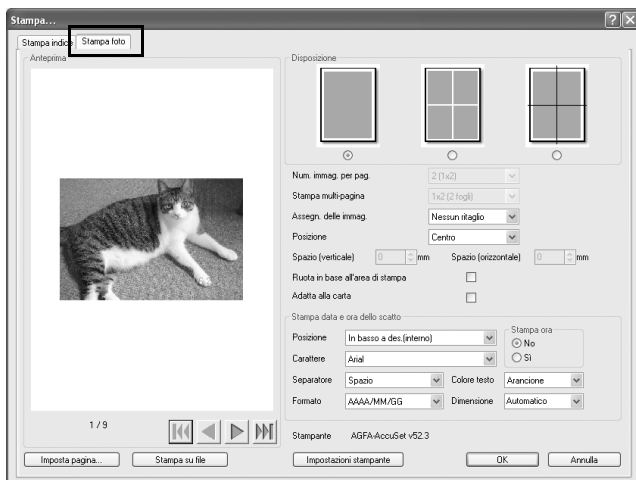 Stampa...
Stampa indice Stampa foto
Anteprima
1 / 9
Imposta pagina... Stampa su file
Disposizione
Num. immag. per pag. 2 (1x2)
Stampa multi-pagina 1x2 (2 fogli)
Assegn. delle immag. Nessun ritaglio
Posizione Centro
Spazio (verticale) 0 mm Spazio (orizzontale) 0 mm
Ruota in base all'area di stampa
Adatta alla carta
Stampa data e ora dello scatto
Posizione In basso a des.(interno)
Stampa ora
No
Sì
Carattere Arial
Separatore Spazio Colore testo Arancione
Formato AAAA/MM/GG Dimensione Automatico
Stampante AGFA-AccuSet v52.3
Impostazioni stampante OK Annulla